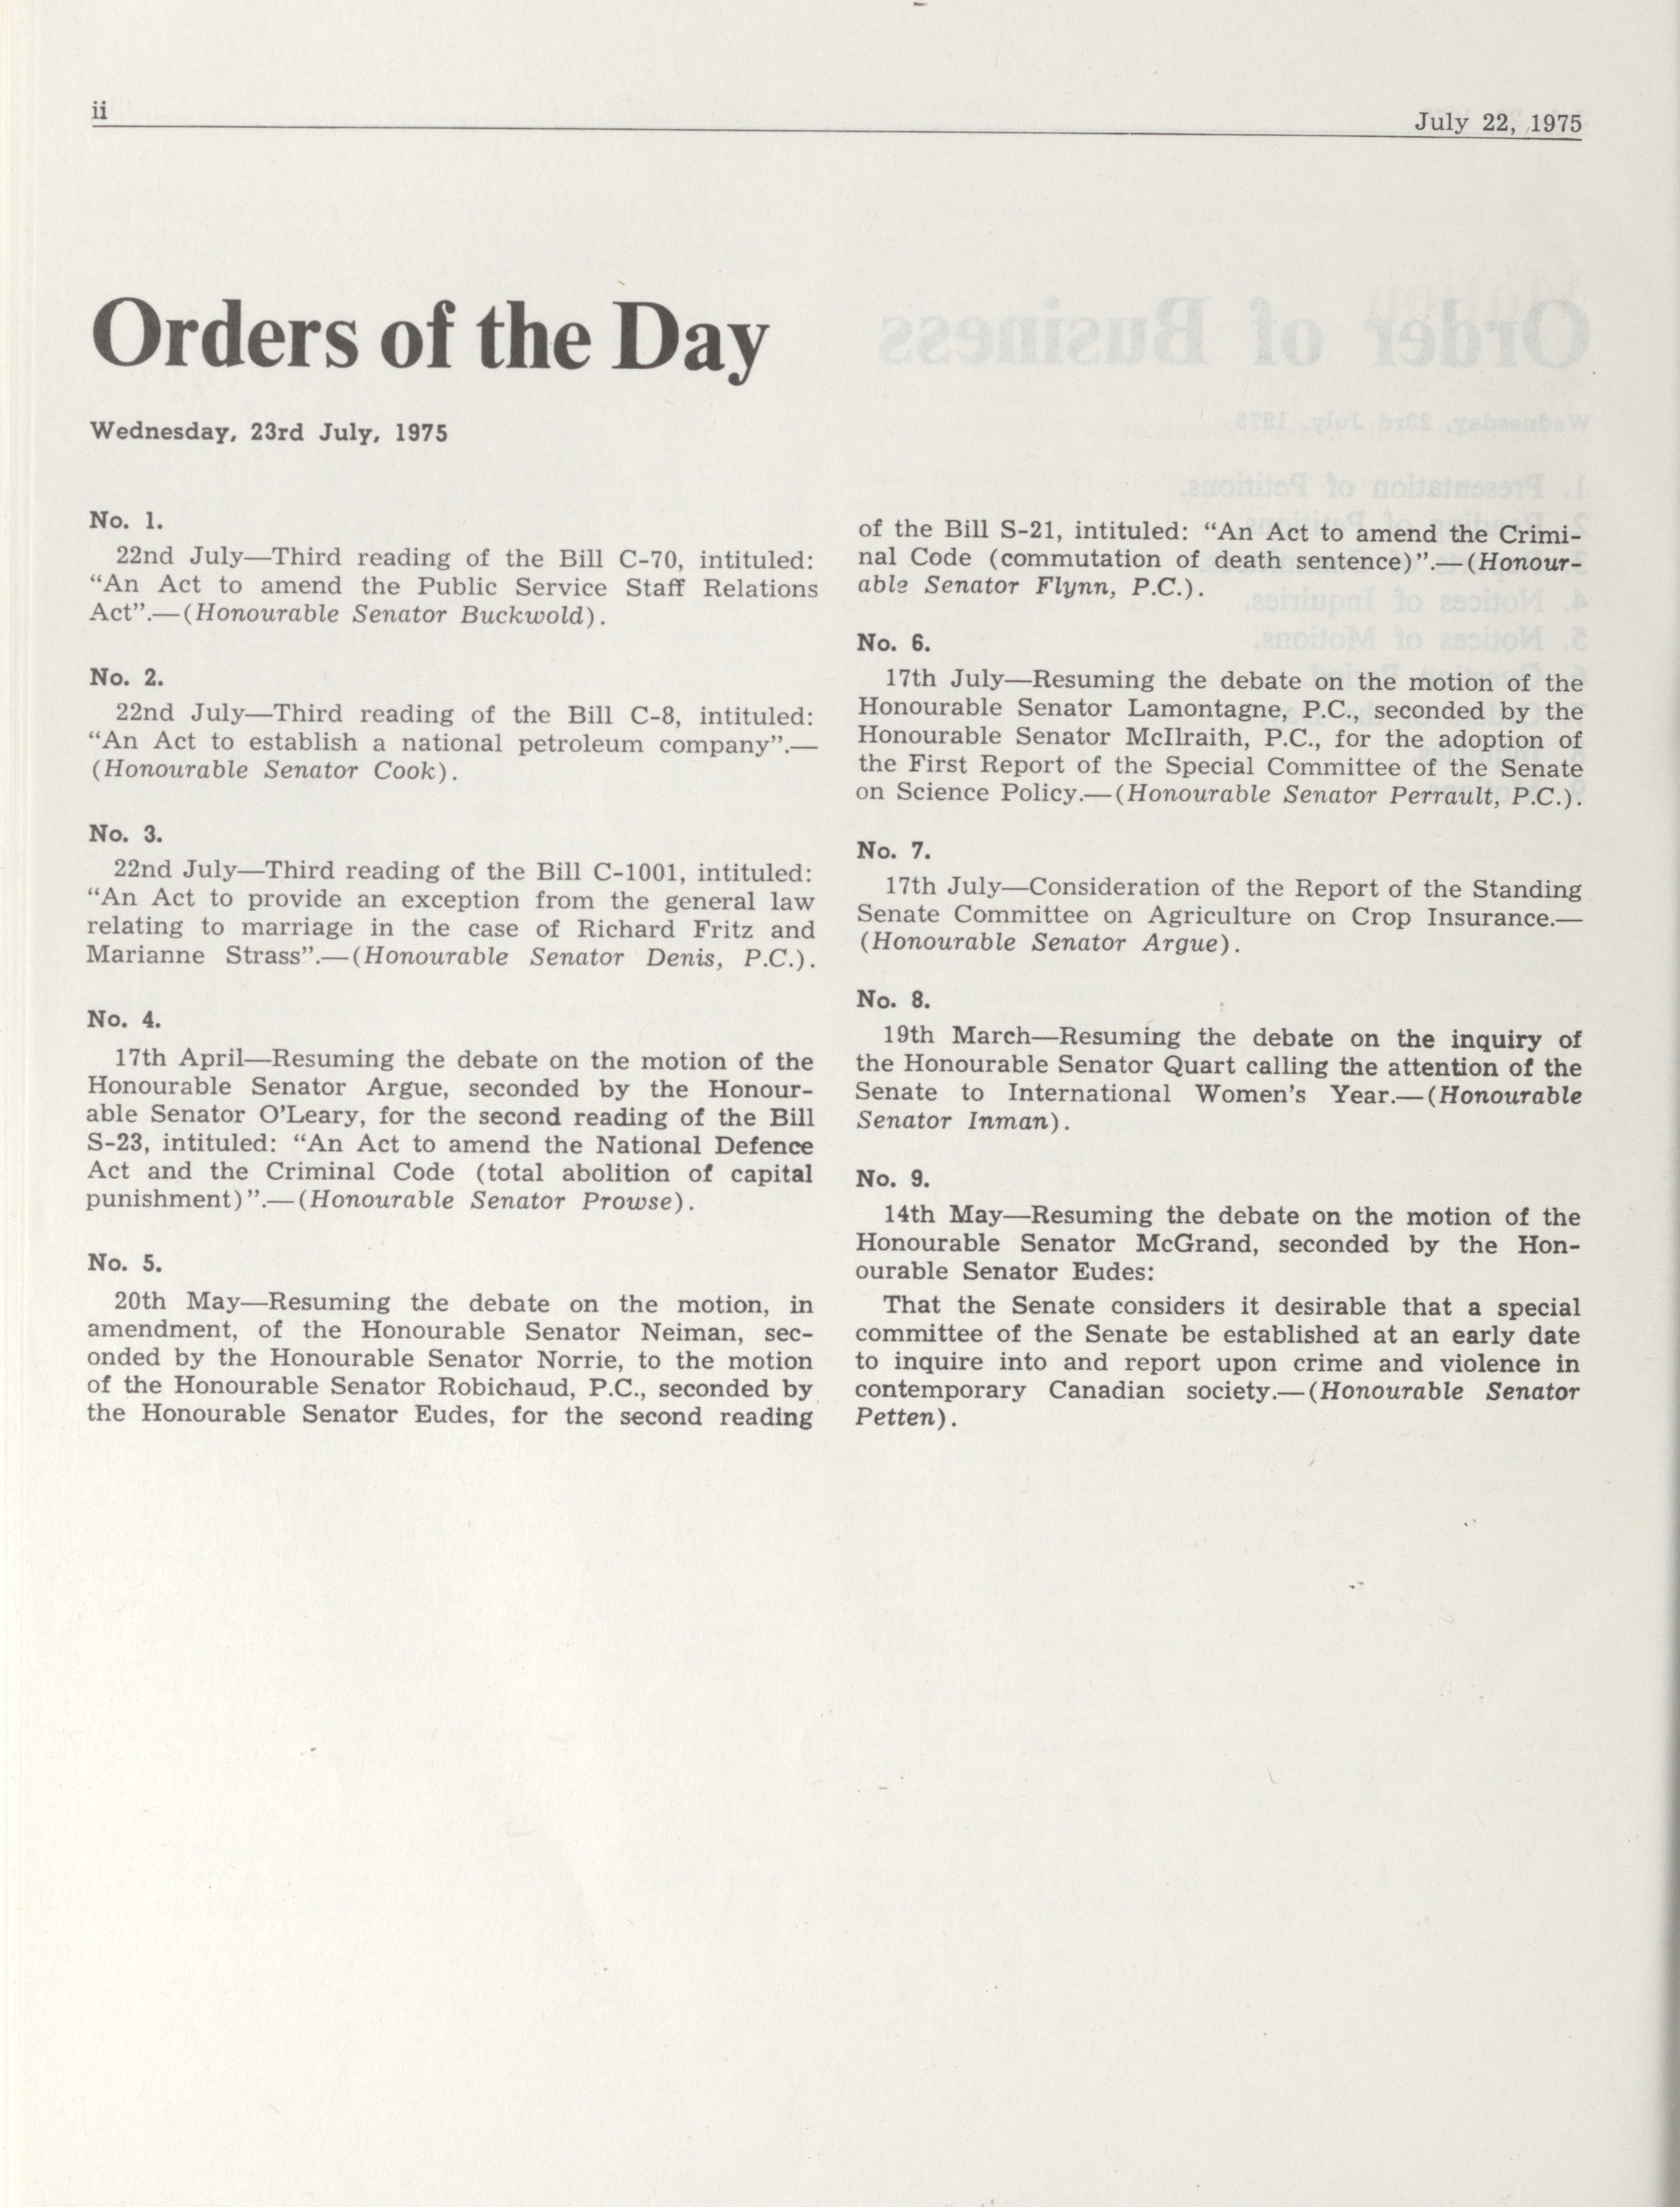 ii
July 22, 1975
Orders of the Day
Wednesday, 23rd July, 1975
No. 1.
22nd July—Third reading of the Bill C-70, intituled:
“An Act to amend the Public Service Staff Relations
Act”.—(Honourable Senator Buckwold).
No. 2.
22nd July—Third reading of the Bill C-8, intituled:
“An Act to establish a national petroleum company”.—
(Honourable Senator Cook).
No. 3.
22nd July—Third reading of the Bill C-1001, intituled:
“An Act to provide an exception from the general law
relating to marriage in the case of Richard Fritz and
Marianne Strass”.—(Honourable Senator Denis, P.C.).
No. 4.
17th April—Resuming the debate on the motion of the
Honourable Senator Argue, seconded by the Honour-
able Senator O’Leary, for the second reading of the Bill
S-23, intituled: “An Act to amend the National Defence
Act and the Criminal Code (total abolition of capital
punishment)”.—(Honourable Senator Prowse).
No. 5.
20th May—Resuming the debate on the motion, in
amendment, of the Honourable Senator Neiman, sec-
onded by the Honourable Senator Norrie, to the motion
of the Honourable Senator Robichaud, P.C., seconded by
the Honourable Senator Eudes, for the second reading
of the Bill S-21, intituled: “An Act to amend the Crimi-
nal Code (commutation of death sentence)”.—(Honour-
able Senator Flynn, P.C.).
No. 6.
17th July—Resuming the debate on the motion of the
Honourable Senator Lamontagne, P.C., seconded by the
Honourable Senator McIlraith, P.C., for the adoption of
the First Report of the Special Committee of the Senate
on Science Policy.—(Honourable Senator Perrault, P.C.).
No. 7.
17th July—Consideration of the Report of the Standing
Senate Committee on Agriculture on Crop Insurance.—
(Honourable Senator Argue).
No. 8.
19th March—Resuming the debate on the inquiry of
the Honourable Senator Quart calling the attention of the
Senate to International Women’s Year.—(Honourable
Senator Inman).
No. 9.
14th May—Resuming the debate on the motion of the
Honourable Senator McGrand, seconded by the Hon-
ourable Senator Eudes:
That the Senate considers it desirable that a special
committee of the Senate be established at an early date
to inquire into and report upon crime and violence in
contemporary Canadian society.—(Honourable Senator
Petten).